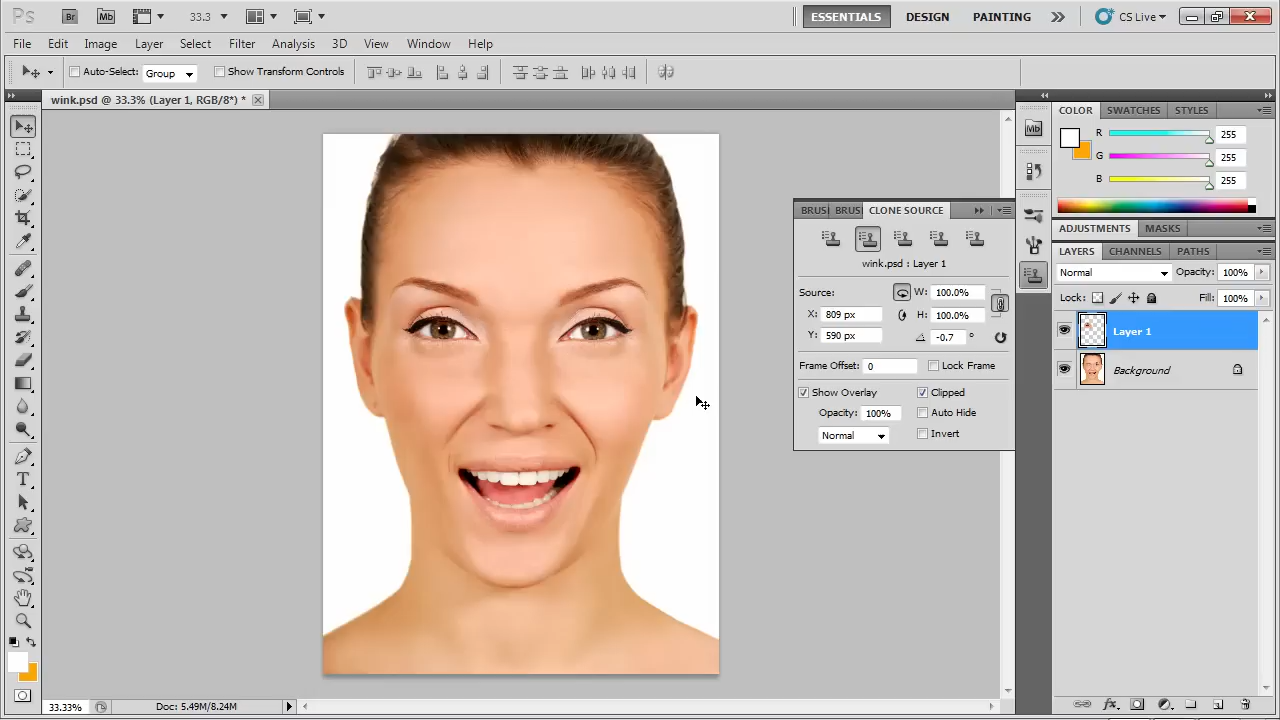 Ps Br Mb 33.3 ESSENTIALS DESIGN PAINTING CS Live
File Edit Image Layer Select Filter Analysis 3D View Window Help
Auto-Select: Group Show Transform Controls
wink.psd @ 33.3% (Layer 1, RGB/8*) *
Mb
COLOR SWATCHES STYLES
R 255
G 255
B 255
BRUSI BRUSI CLONE SOURCE
wink.psd : Layer 1
Source: W: 100.0%
X: 809 px H: 100.0%
Y: 590 px -0.7 °
Frame Offset: 0 Lock Frame
Show Overlay Clipped
Opacity: 100% Auto Hide
Normal Invert
ADJUSTMENTS MASKS
LAYERS CHANNELS PATHS
Normal Opacity: 100%
Lock: Fill: 100%
Layer 1
Background
T
33.33% Doc: 5.49M/8.24M
fx